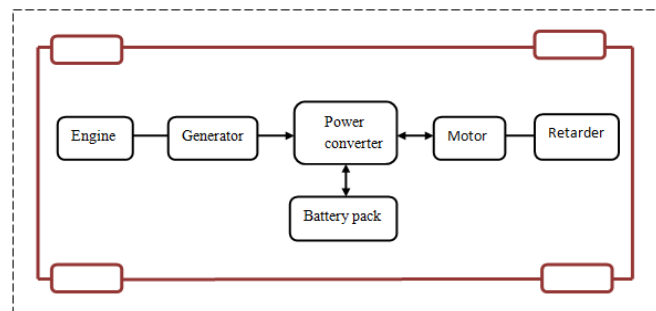 Engine
Generator
Power
converter
Motor
Retarder
Battery pack